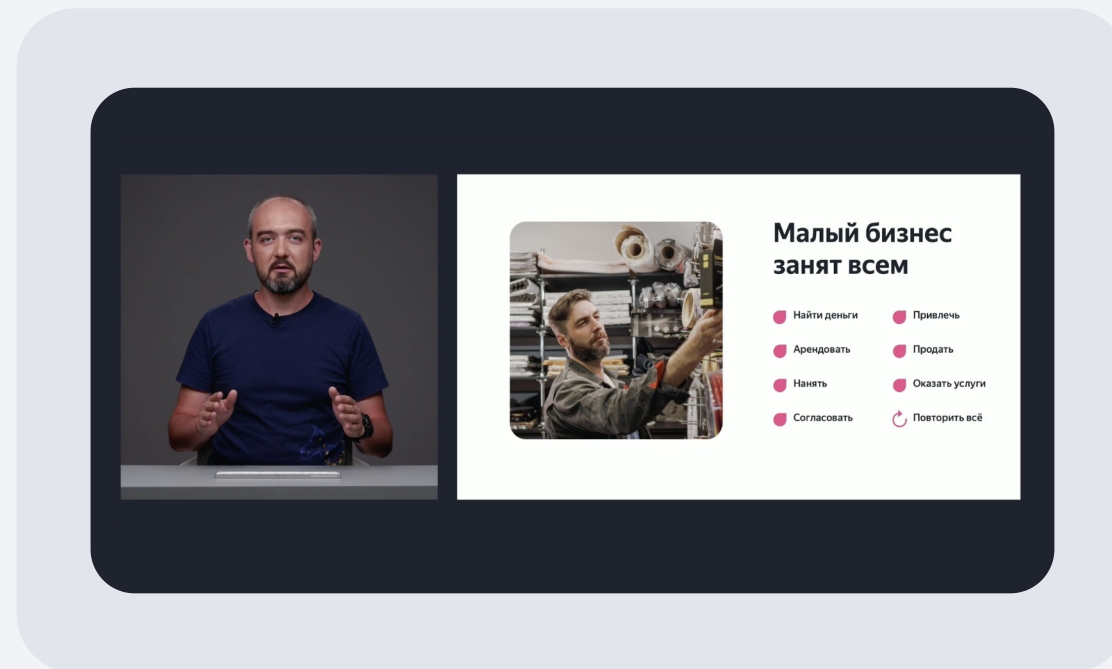 Малый бизнес
занят всем
Найти деньги
Арендовать
Нанять
Согласовать
Привлечь
Продать
Оказать услуги
Повторить всё